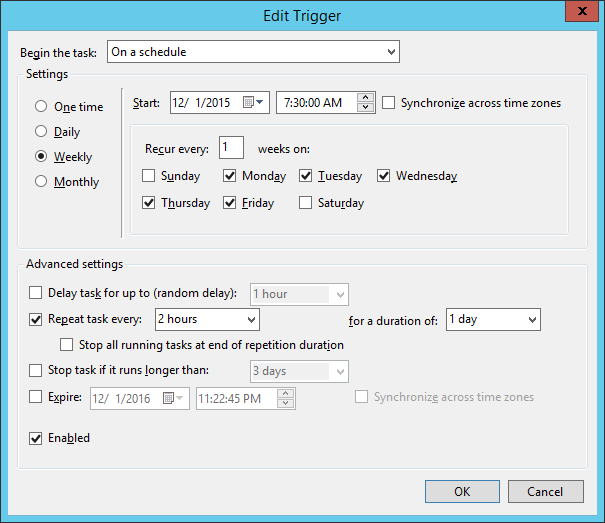 Edit Trigger
x
Begin the task: On a schedule
Settings
One time
Daily
Weekly
Monthly
Start: 12/ 1/2015 7:30:00 AM Synchronize across time zones
Recur every: 1 weeks on:
Sunday Monday Tuesday Wednesday
Thursday Friday Saturday
Advanced settings
Delay task for up to (random delay): 1 hour
Repeat task every: 2 hours for a duration of: 1 day
Stop all running tasks at end of repetition duration
Stop task if it runs longer than: 3 days
Expire: 12/ 1/2016 11:22:45 PM Synchronize across time zones
Enabled
OK Cancel